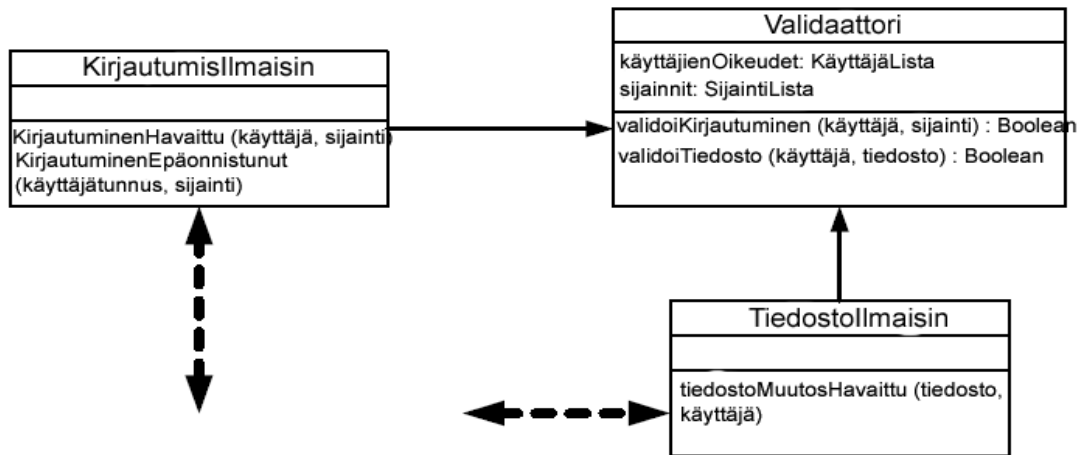 KirjautumisIlmaisin
KirjautuminenHavaittu (käyttäjä, sijainti)
KirjautuminenEpäonnistunut
(käyttäjätunnus, sijainti)
Validaattori
käyttäjienOikeudet: KäyttäjäLista
sijainnit: SijaintiLista
validoiKirjautuminen (käyttäjä, sijainti) : Boolean
validoiTiedosto (käyttäjä, tiedosto) : Boolean
TiedostoIlmaisin
tiedostoMuutosHavaittu (tiedosto,
käyttäjä)